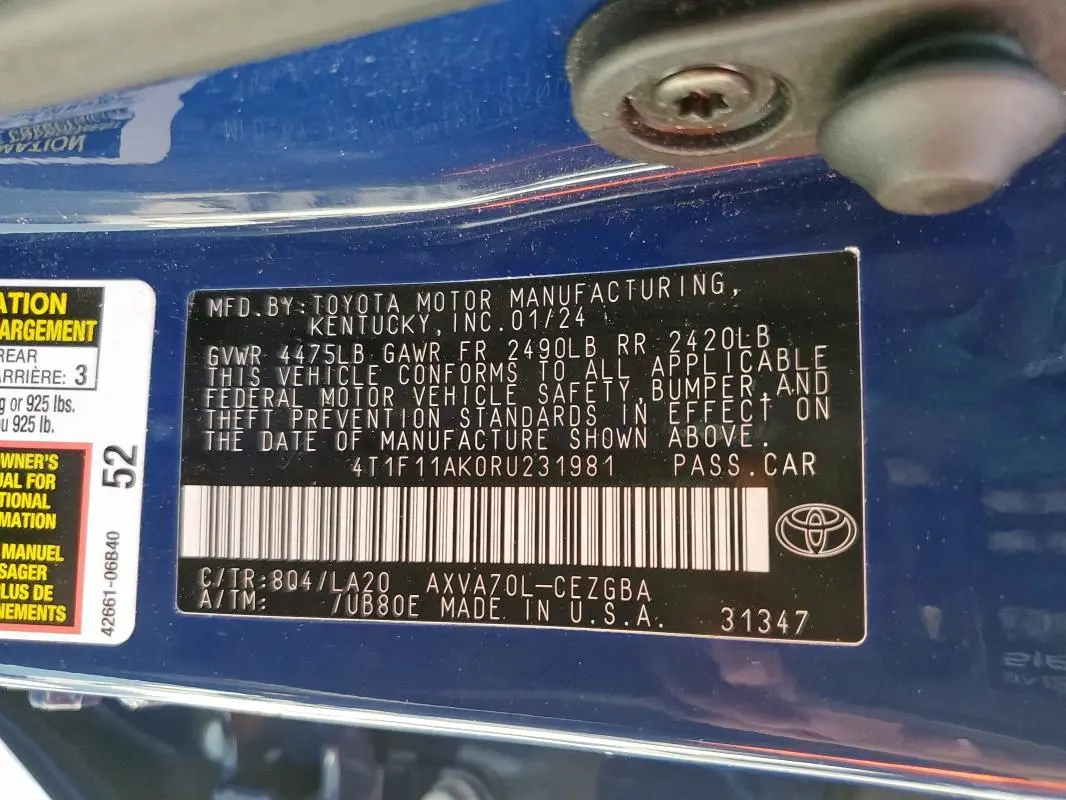 ATION
ARGEMENT
REAR
ARRIÈRE: 3
g or 925 lbs.
u 925 lb.
WNER'S
UAL FOR
TIONAL
MATION
MANUEL
SAGER
PLUS DE
NEMENTS
52
42661-06B40
MFD.BY:TOYOTA MOTOR MANUFACTURING,
KENTUCKY,INC.01/24
GVWR 4475LB GAWR FR 2490LB RR 2420LB
THIS VEHICLE CONFORMS TO ALL APPLICABLE
FEDERAL MOTOR VEHICLE SAFETY,BUMPER,AND
THEFT PREVENTION STANDARDS IN EFFECT ON
THE DATE OF MANUFACTURE SHOWN ABOVE.
4T1F11AK0RU231981 PASS.CAR
C/TR:8Q4/LA20 AXVA70L-CEZGBA
A/TM: /UB80E MADE IN U.S.A. 31347